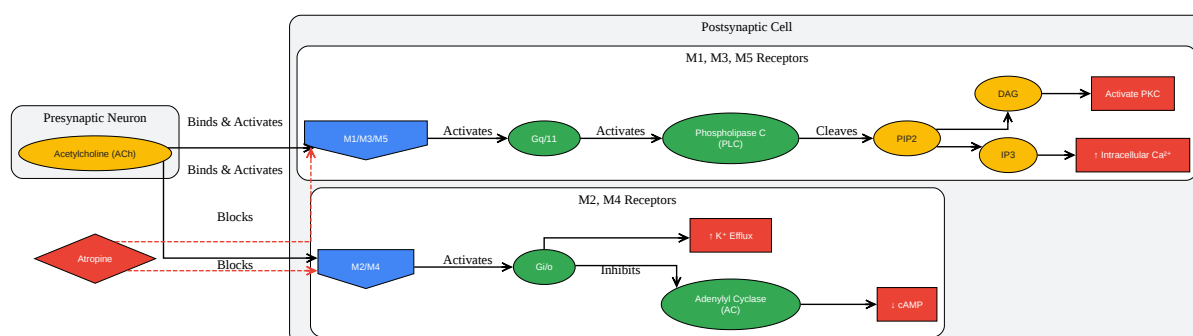 Postsynaptic Cell
M1, M3, M5 Receptors
DAG
Activate PKC
Presynaptic Neuron
Binds & Activates
Acetylcholine (ACh)
M1/M3/M5
Activates
Gq/11
Activates
Phospholipase C
(PLC)
Cleaves
PIP2
IP3
↑ Intracellular Ca²⁺
Binds & Activates
M2, M4 Receptors
Blocks
↑ K⁺ Efflux
Atropine
Blocks
M2/M4
Activates
Gi/o
Inhibits
Adenylyl Cyclase
(AC)
↓ cAMP